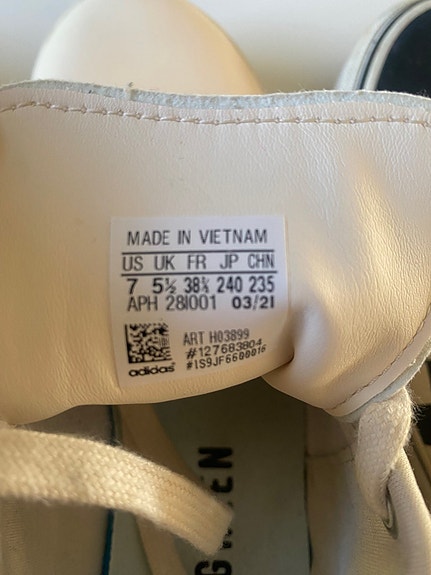 MADE IN VIETNAM
US UK FR JP CHN
7 5½ 38⅔ 240 235
APH 28I001 03/21
ART H03899
#127683804
#1S9JF6600016
adidas